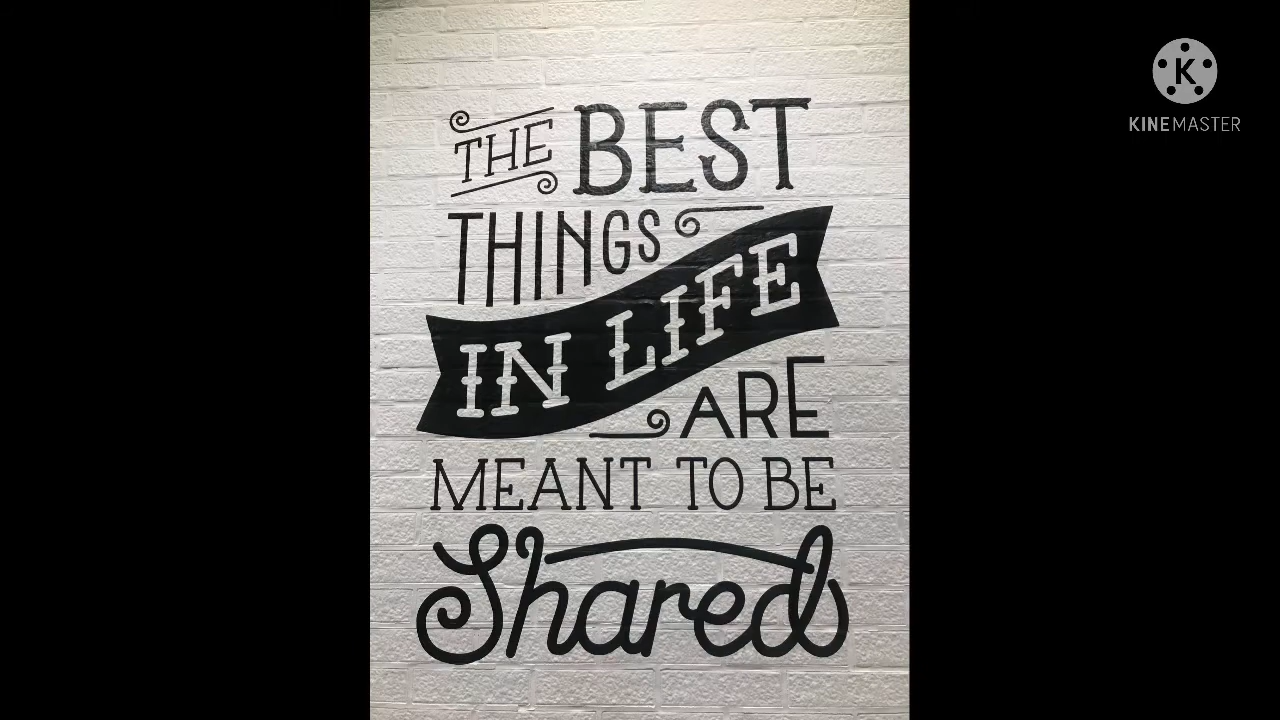 THE BEST
THINGS
IN LIFE
ARE
MEANT TO BE
Shared
K
KINEMASTER